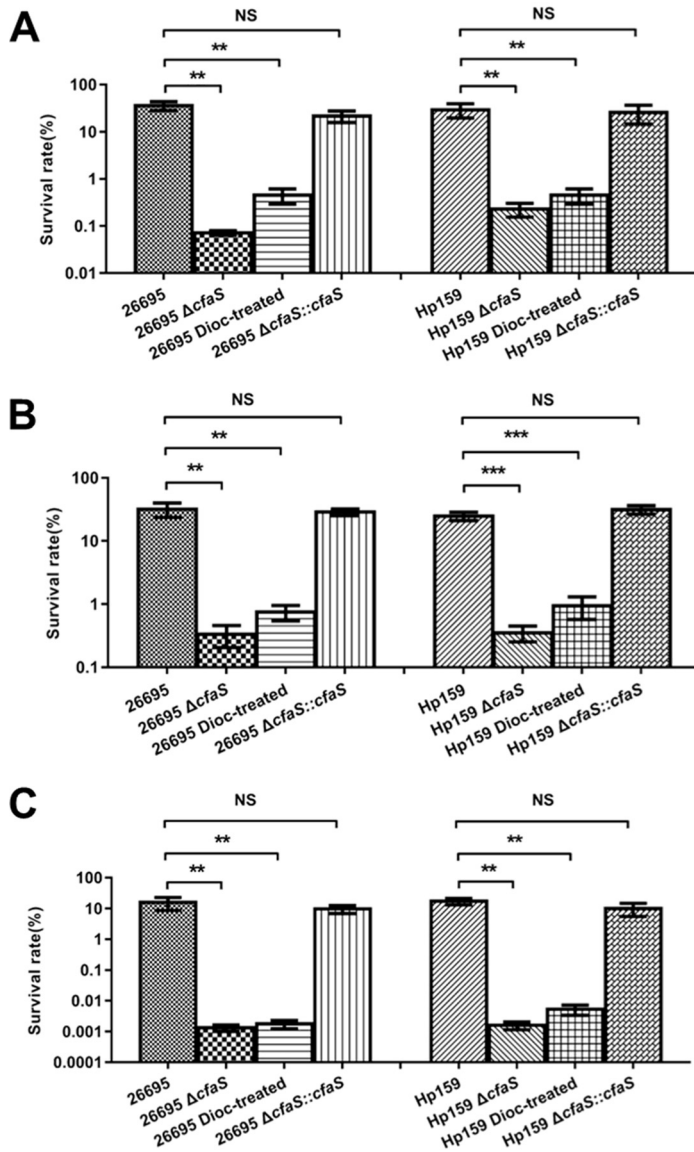 A
NS
NS
**
**
**
**
100
10
1
0.1
0.01
Survival rate(%)
26695
26695 ΔcfaS
26695 Dioc-treated
26695 ΔcfaS::cfaS
Hp159
Hp159 ΔcfaS
Hp159 Dioc-treated
Hp159 ΔcfaS::cfaS
B
NS
NS
**
***
**
***
100
10
1
0.1
Survival rate(%)
26695
26695 ΔcfaS
26695 Dioc-treated
26695 ΔcfaS::cfaS
Hp159
Hp159 ΔcfaS
Hp159 Dioc-treated
Hp159 ΔcfaS::cfaS
C
NS
NS
**
**
**
**
100
10
1
0.1
0.01
0.001
0.0001
Survival rate(%)
26695
26695 ΔcfaS
26695 Dioc-treated
26695 ΔcfaS::cfaS
Hp159
Hp159 ΔcfaS
Hp159 Dioc-treated
Hp159 ΔcfaS::cfaS